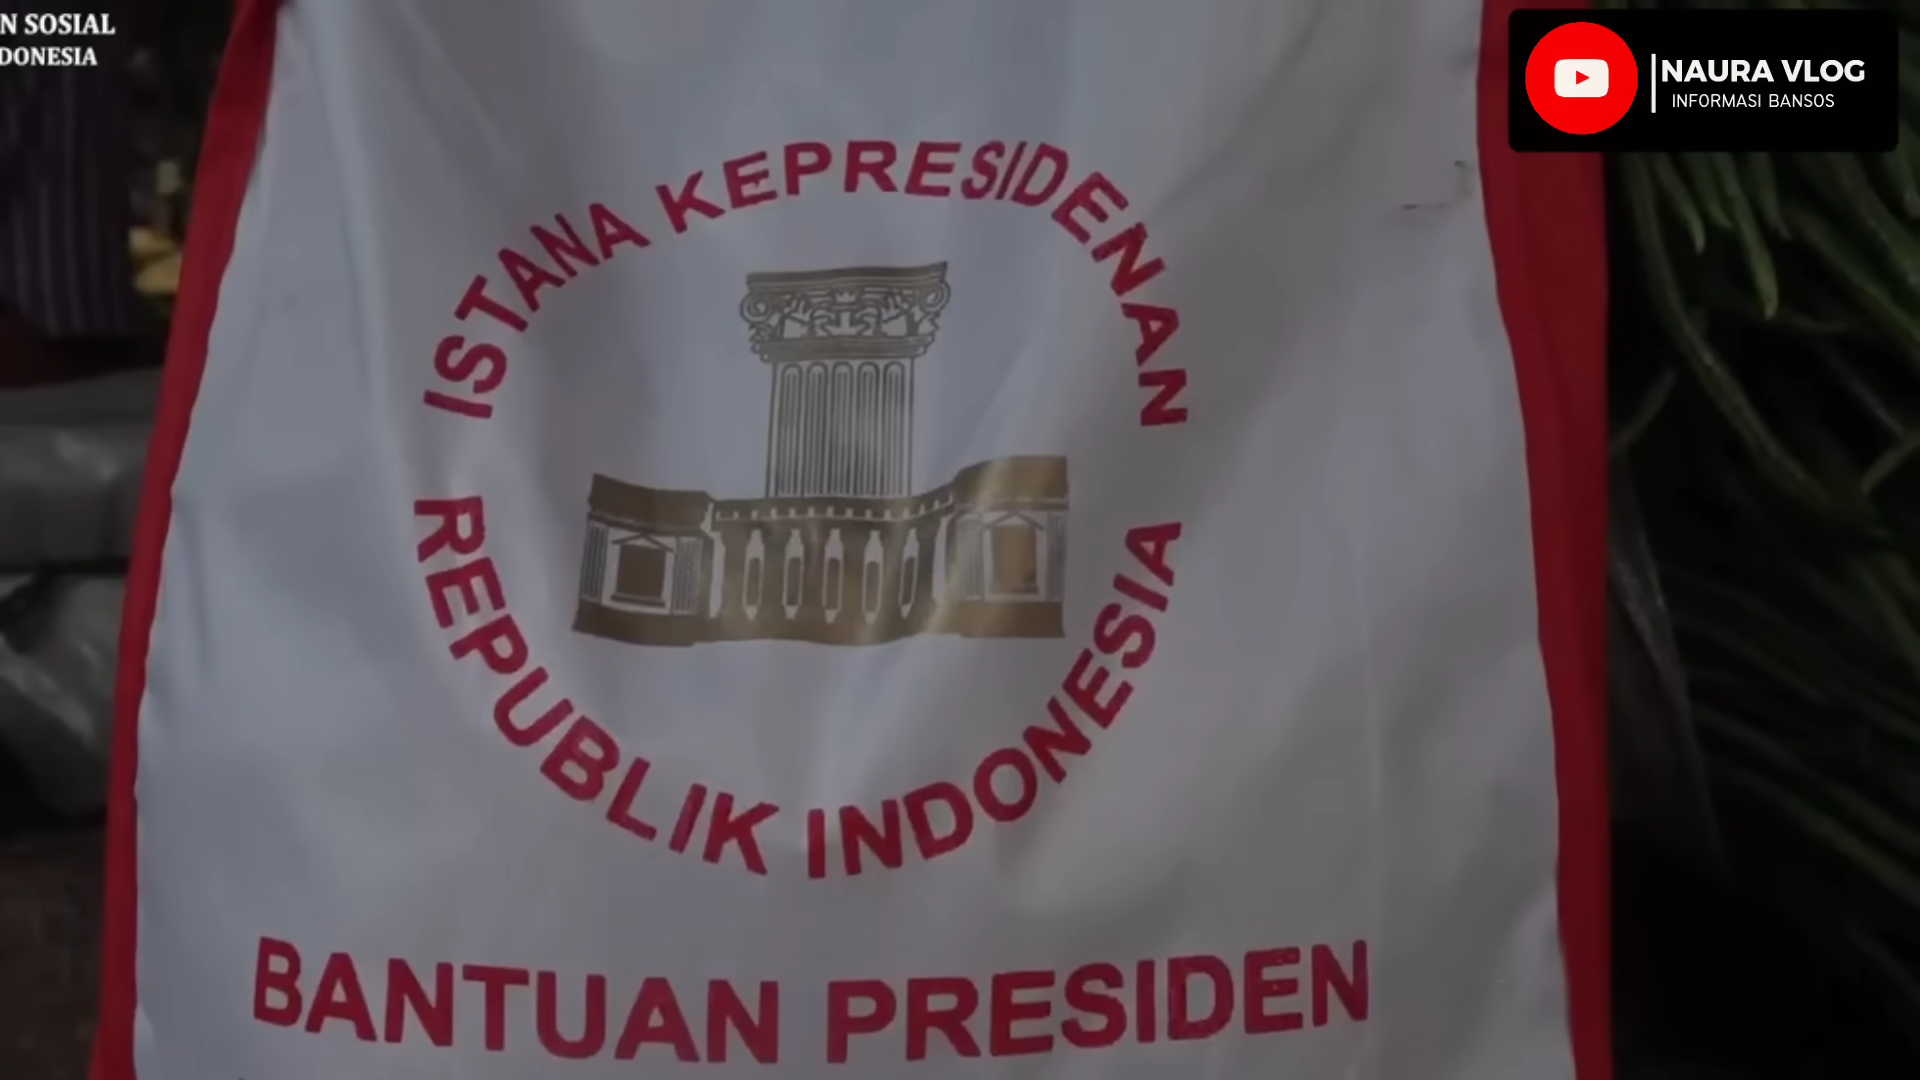 N SOSIAL
DONESIA
NAURA VLOG
INFORMASI BANSOS
ISTANA KEPRESIDENAN
REPUBLIK INDONESIA
BANTUAN PRESIDEN